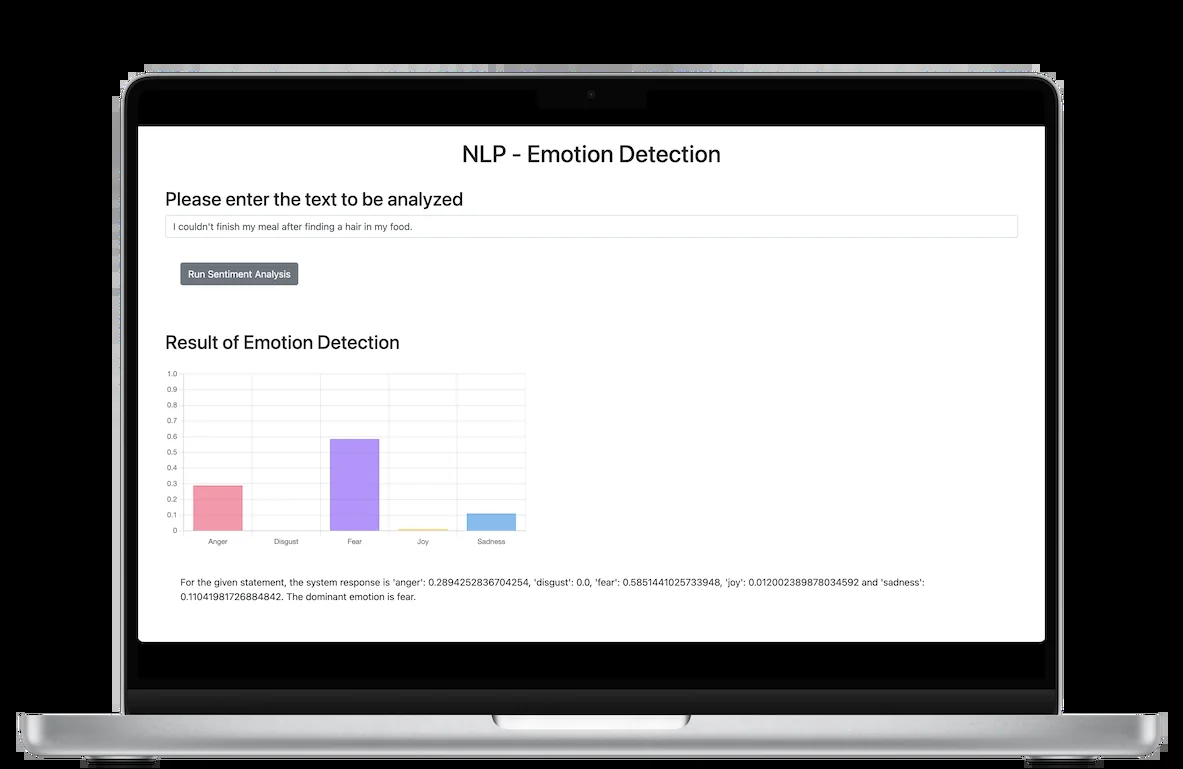 NLP - Emotion Detection
Please enter the text to be analyzed
I couldn't finish my meal after finding a hair in my food.
Run Sentiment Analysis
Result of Emotion Detection
1.0
0.9
0.8
0.7
0.6
0.5
0.4
0.3
0.2
0.1
0
Anger Disgust Fear Joy Sadness
For the given statement, the system response is 'anger': 0.2894252836704254, 'disgust': 0.0, 'fear': 0.5851441025733948, 'joy': 0.012002389878034592 and 'sadness':
0.11041981726884842. The dominant emotion is fear.